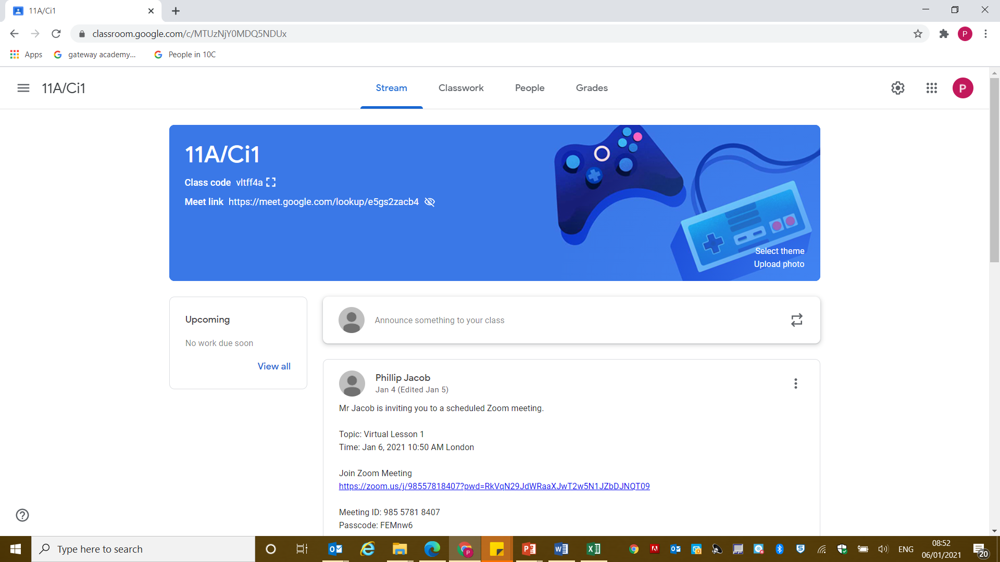 11A/Ci1
classroom.google.com/c/MTUzNjY0MDQ5NDUx
P
Apps
gateway academy...
People in 10C
11A/Ci1
Stream
Classwork
People
Grades
P
11A/Ci1
Class code vltff4a
Meet link https://meet.google.com/lookup/e5gs2zacb4
Select theme
Upload photo
Upcoming
No work due soon
View all
Announce something to your class
Phillip Jacob
Jan 4 (Edited Jan 5)
Mr Jacob is inviting you to a scheduled Zoom meeting.
Topic: Virtual Lesson 1
Time: Jan 6, 2021 10:50 AM London
Join Zoom Meeting
https://zoom.us/j/98557818407?pwd=RkVqN29JdWRaaXJwT2w5N1JZbDJNQT09
Meeting ID: 985 5781 8407
Passcode: FEMnw6
Type here to search
ENG
08:52
06/01/2021
20